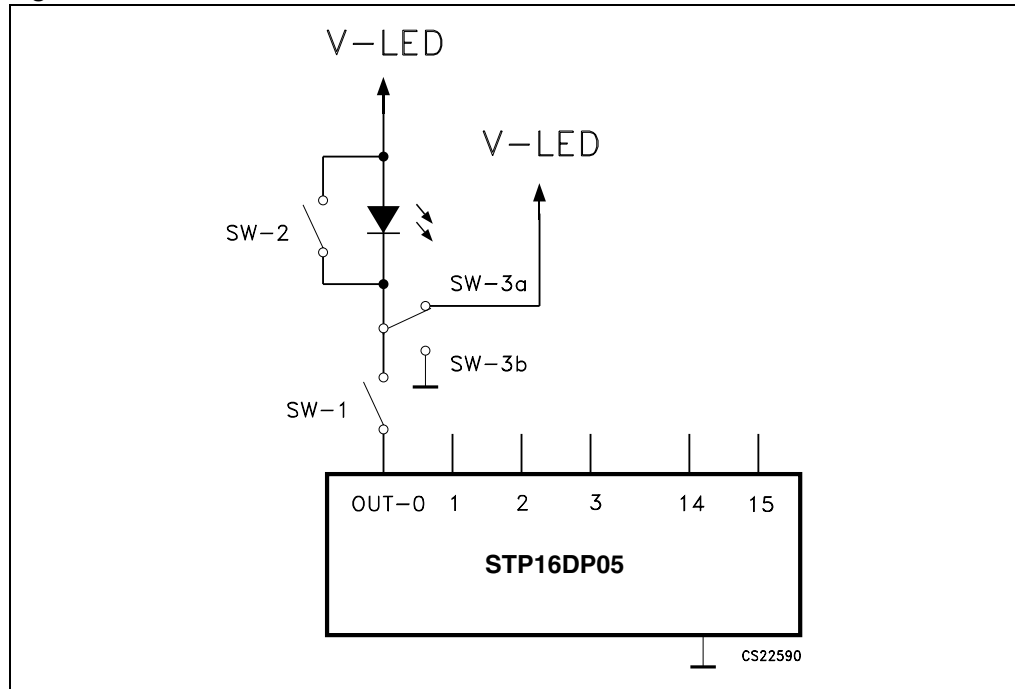 V-LED
V-LED
SW-2
SW-3a
SW-3b
SW-1
OUT-0 1 2 3 14 15
STP16DP05
CS22590